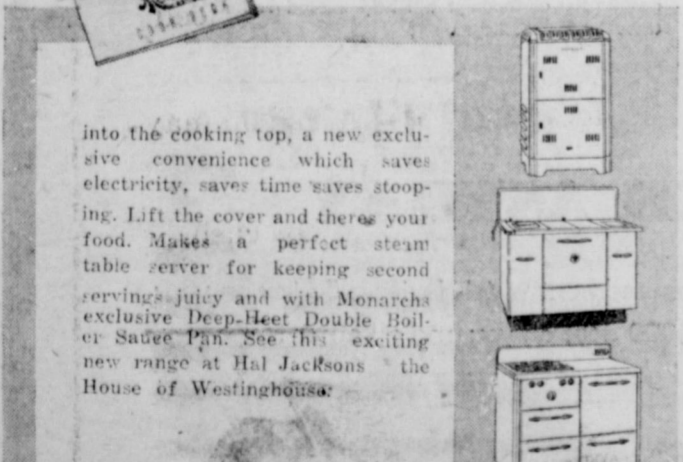 COOK BOOK
into the cooking top, a new exclu-
sive convenience which saves
electricity, saves time saves stoop-
ing. Lift the cover and theres your
food. Makes a perfect steam
table server for keeping second
servings juicy and with Monarchs
exclusive Deep-Heet Double Boil-
er Sauce Pan. See this exciting
new range at Hal Jacksons the
House of Westinghouse.